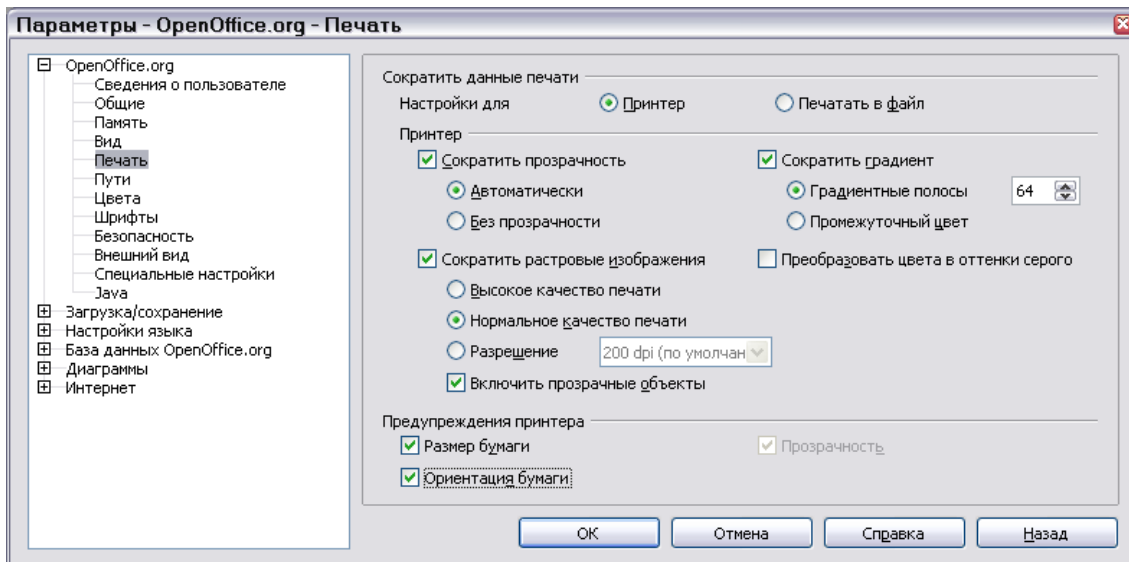 Параметры - OpenOffice.org - Печать
OpenOffice.org
Сведения о пользователе
Общие
Память
Вид
Печать
Пути
Цвета
Шрифты
Безопасность
Внешний вид
Специальные настройки
Java
Загрузка/сохранение
Настройки языка
База данных OpenOffice.org
Диаграммы
Интернет
Сократить данные печати
Настройки для Принтер Печатать в файл
Принтер
Сократить прозрачность Сократить градиент
Автоматически Градиентные полосы 64
Без прозрачности Промежуточный цвет
Сократить растровые изображения Преобразовать цвета в оттенки серого
Высокое качество печати
Нормальное качество печати
Разрешение 200 dpi (по умолчан
Включить прозрачные объекты
Предупреждения принтера
Размер бумаги Прозрачность
Ориентация бумаги
ОК Отмена Справка Назад